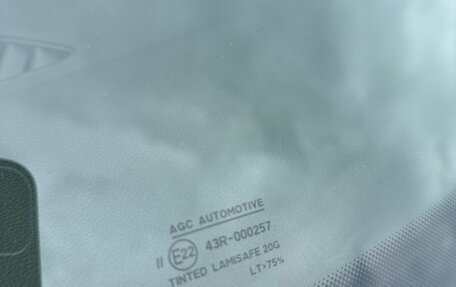 AGC AUTOMOTIVE
II E22 43R-000257
TINTED LAMISAFE 20G
LT>75%